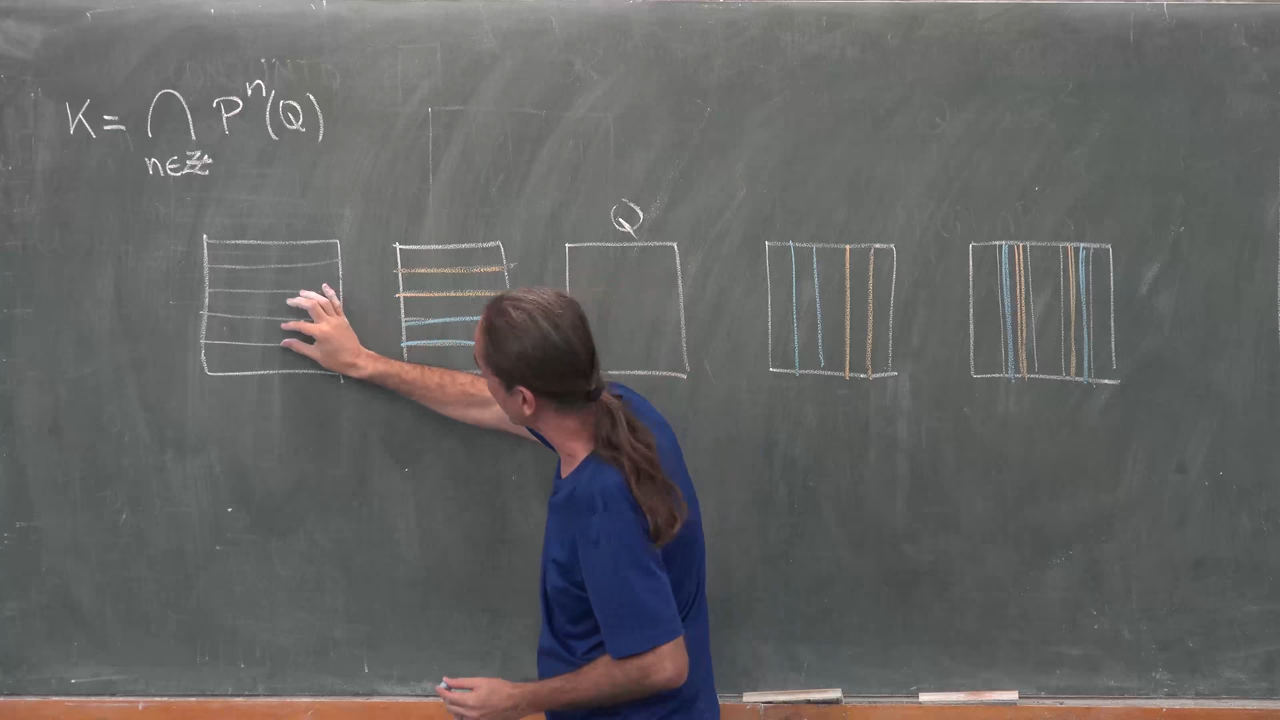 K = ⋂ Pⁿ(Q)
n∈ℤ
Q